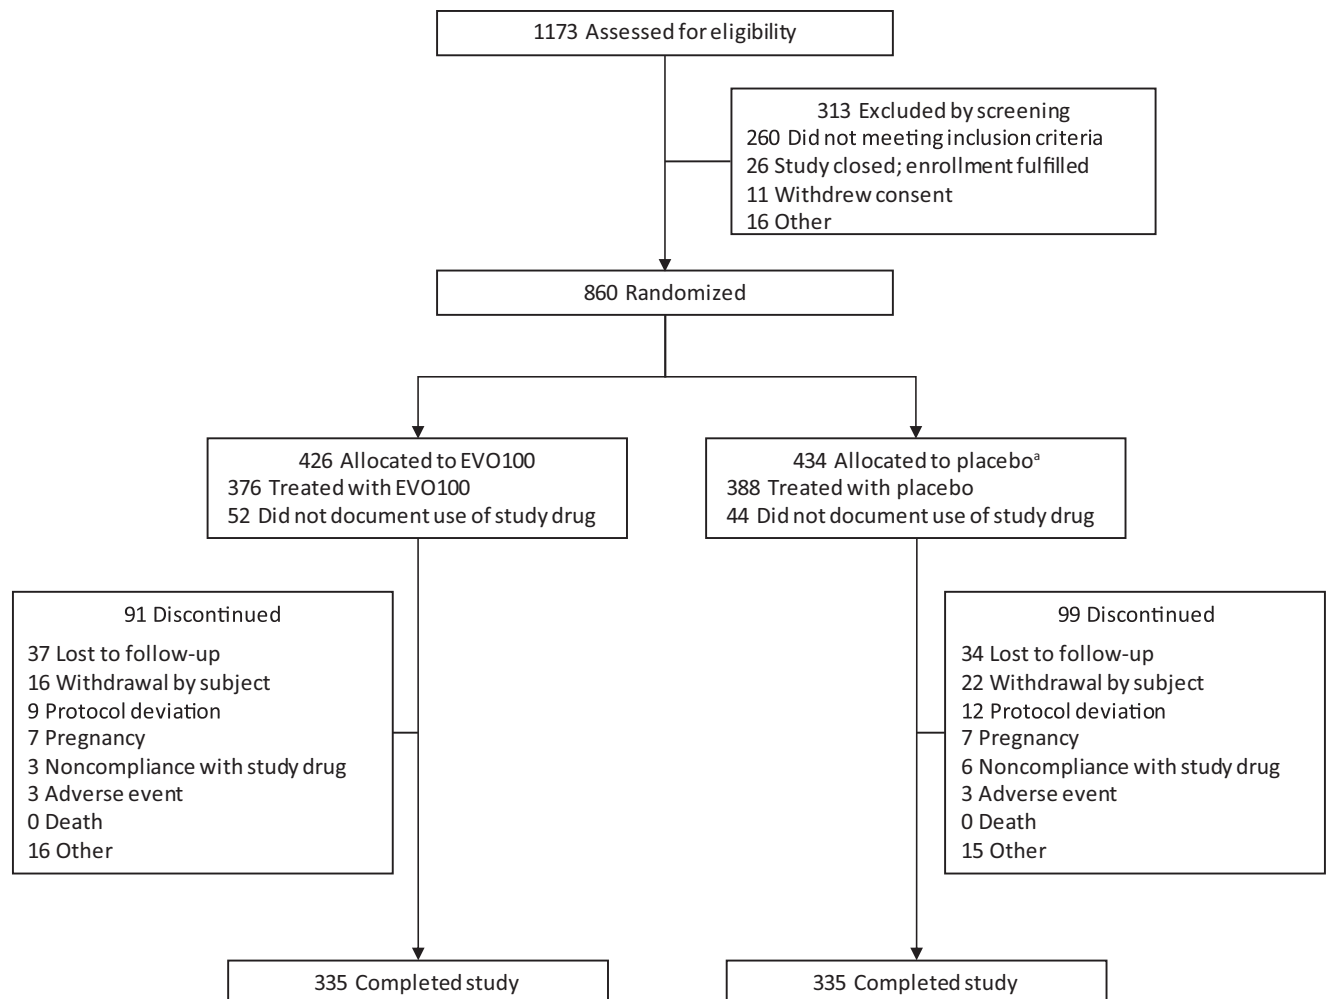 1173 Assessed for eligibility
313 Excluded by screening
260 Did not meeting inclusion criteria
26 Study closed; enrollment fulfilled
11 Withdrew consent
16 Other
860 Randomized
426 Allocated to EVO100
376 Treated with EVO100
52 Did not document use of study drug
434 Allocated to placeboᵃ
388 Treated with placebo
44 Did not document use of study drug
91 Discontinued
37 Lost to follow-up
16 Withdrawal by subject
9 Protocol deviation
7 Pregnancy
3 Noncompliance with study drug
3 Adverse event
0 Death
16 Other
99 Discontinued
34 Lost to follow-up
22 Withdrawal by subject
12 Protocol deviation
7 Pregnancy
6 Noncompliance with study drug
3 Adverse event
0 Death
15 Other
335 Completed study
335 Completed study